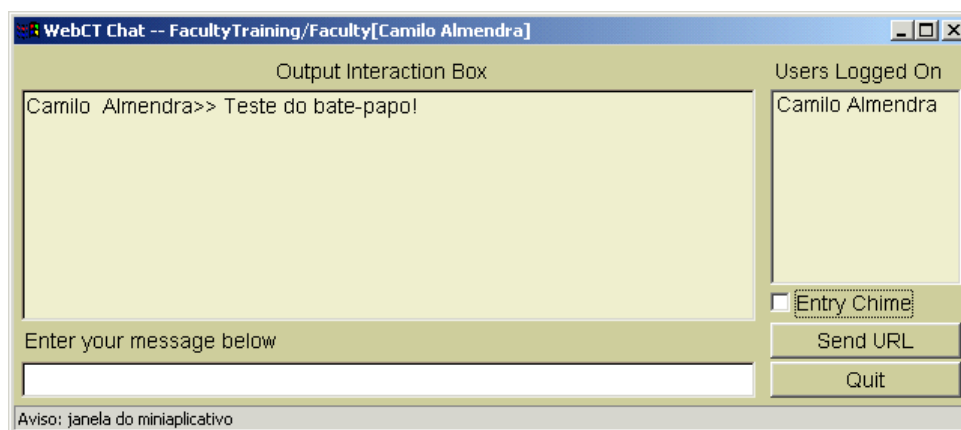 WebCT Chat -- FacultyTraining/Faculty[Camilo Almendra]
Output Interaction Box
Users Logged On
Camilo Almendra>> Teste do bate-papo!
Camilo Almendra
Entry Chime
Enter your message below
Send URL
Quit
Aviso: janela do miniaplicativo